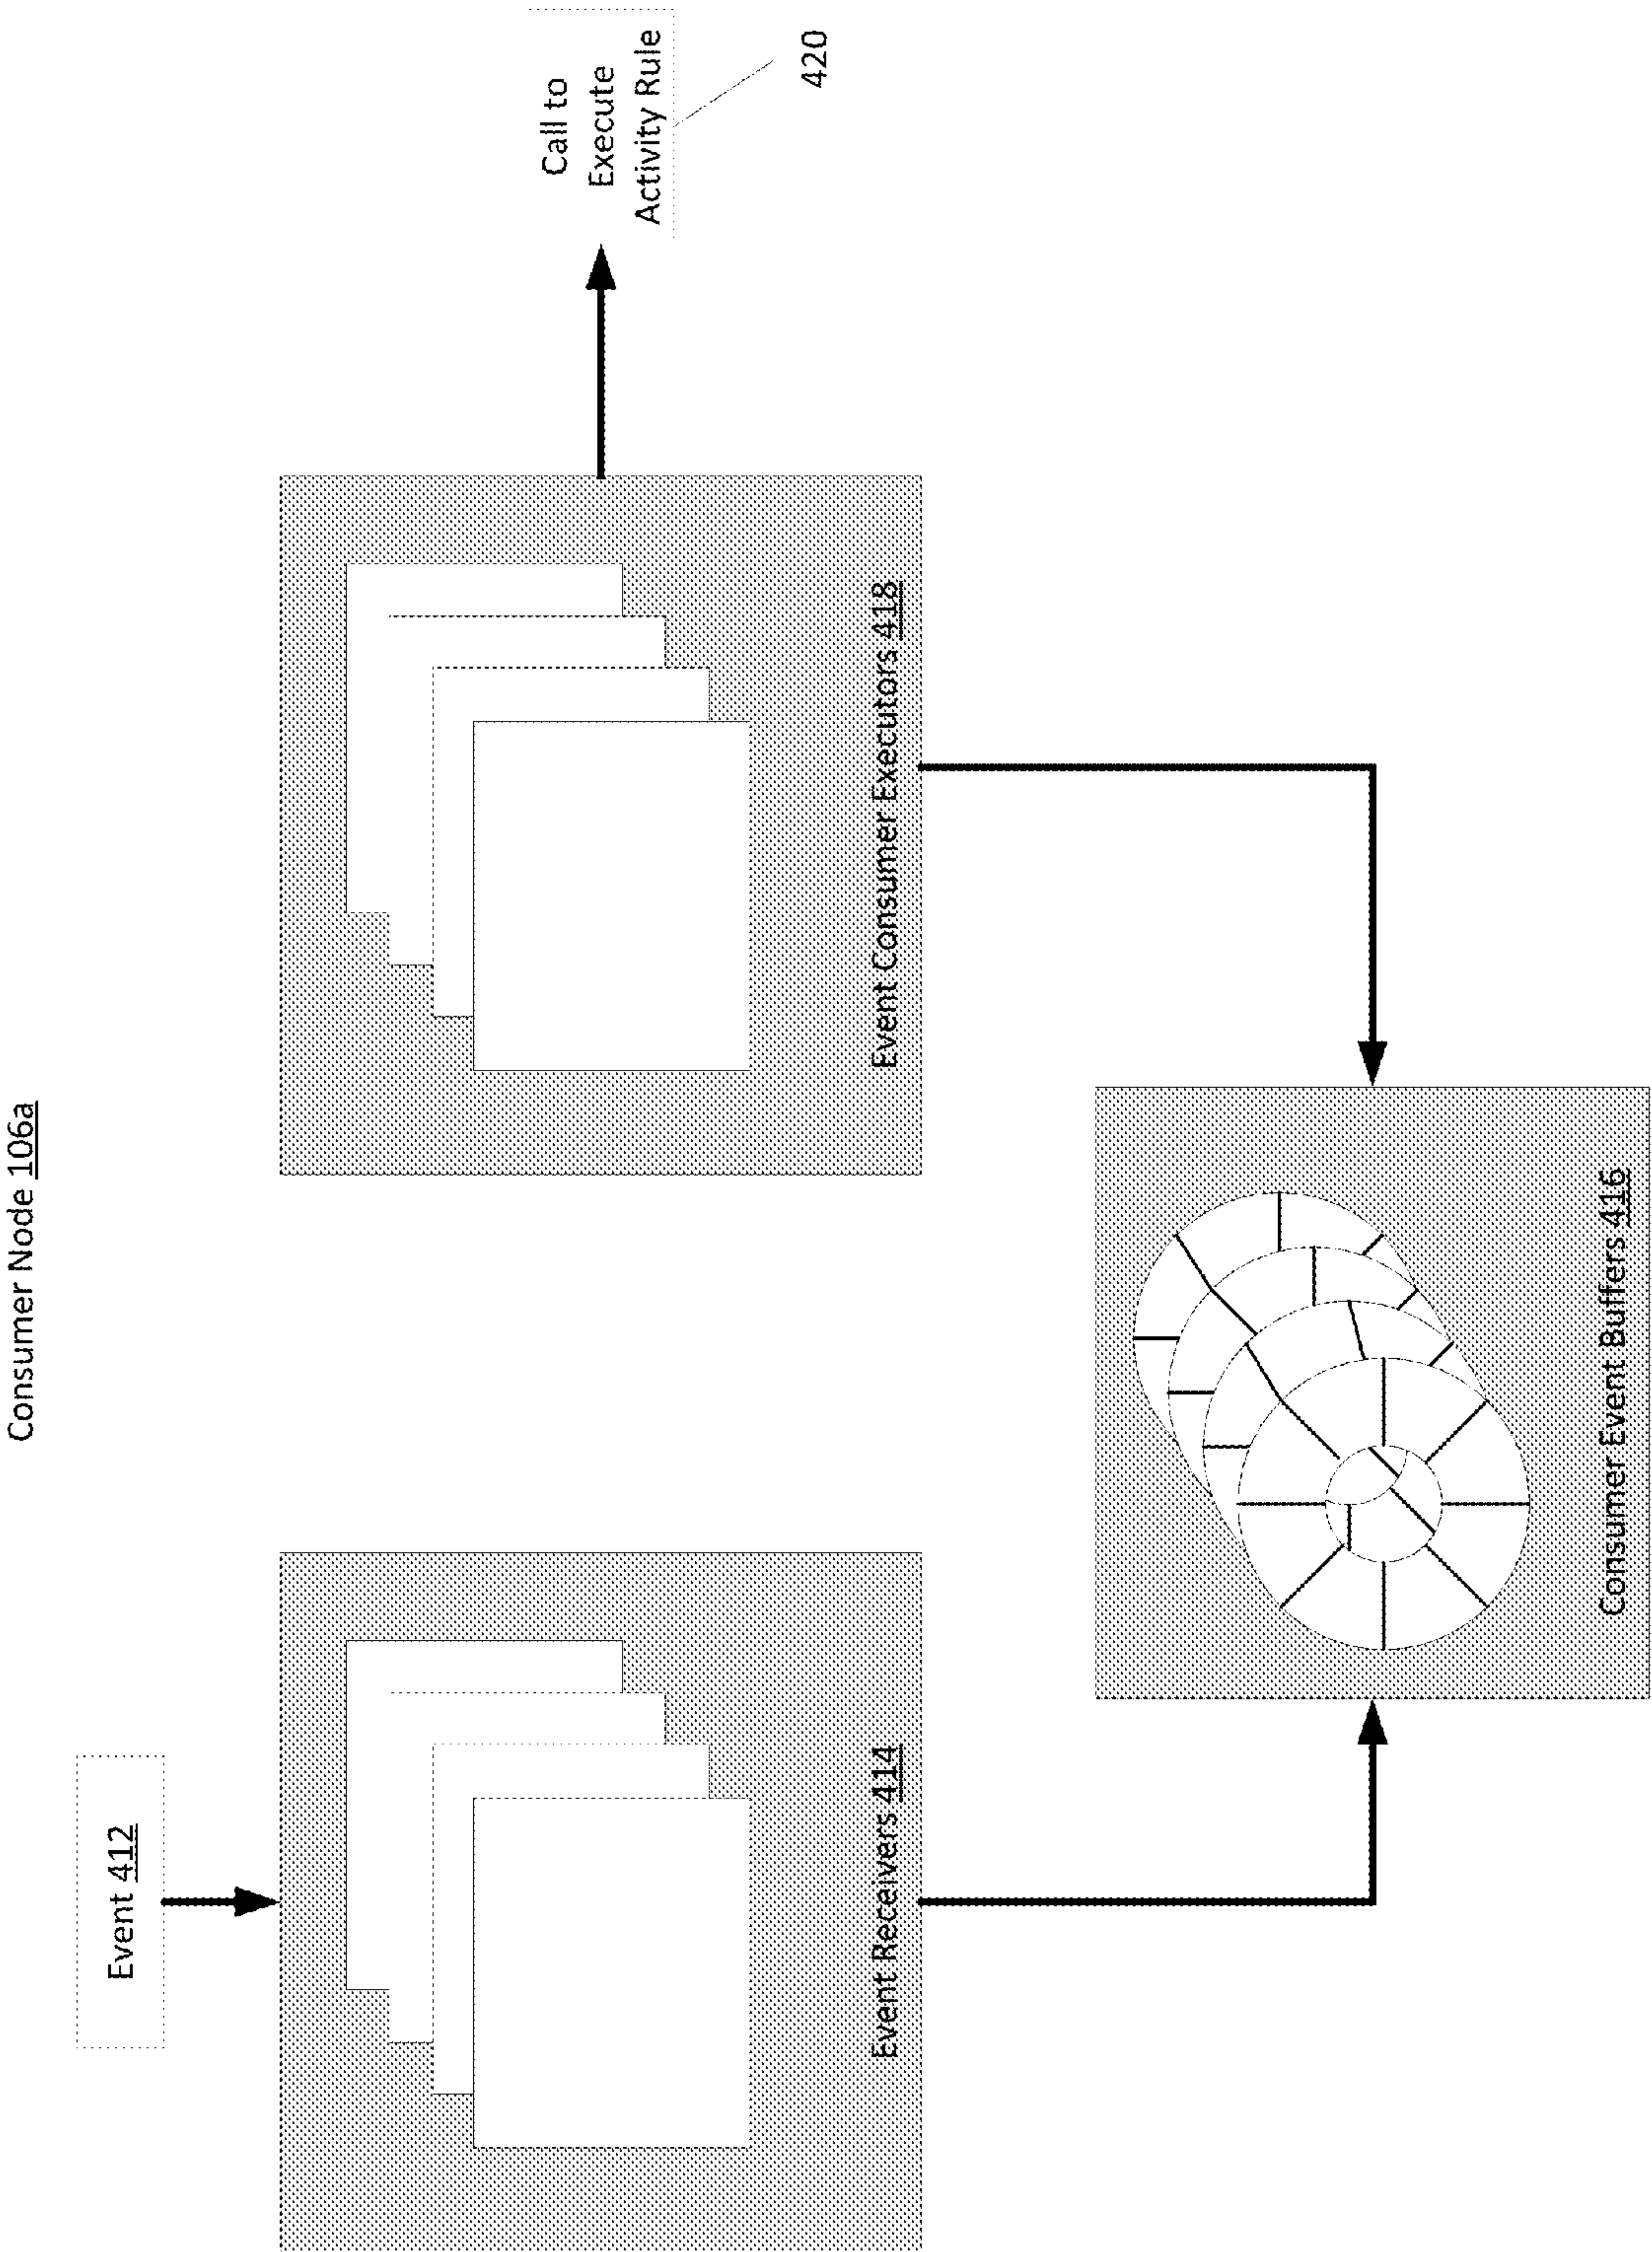 Consumer Node 106a
Event 412
Event Receivers 414
Event Consumer Executors 418
Call to
Execute
Activity Rule
420
Consumer Event Buffers 416